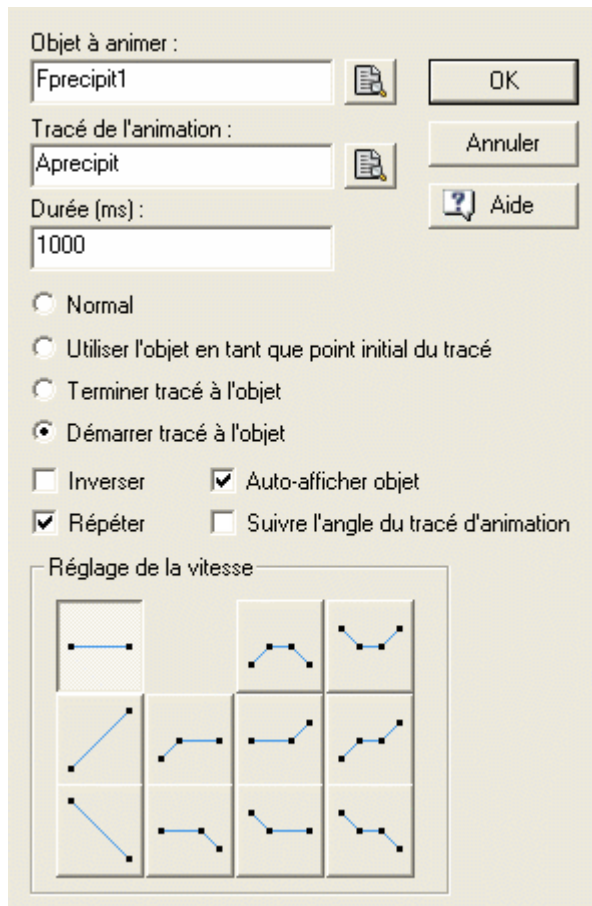 Objet à animer :
Fprecipit1
OK
Tracé de l'animation :
Aprecipit
Annuler
Durée (ms) :
Aide
1000
Normal
Utiliser l'objet en tant que point initial du tracé
Terminer tracé à l'objet
Démarrer tracé à l'objet
Inverser
Auto-afficher objet
Répéter
Suivre l'angle du tracé d'animation
Réglage de la vitesse